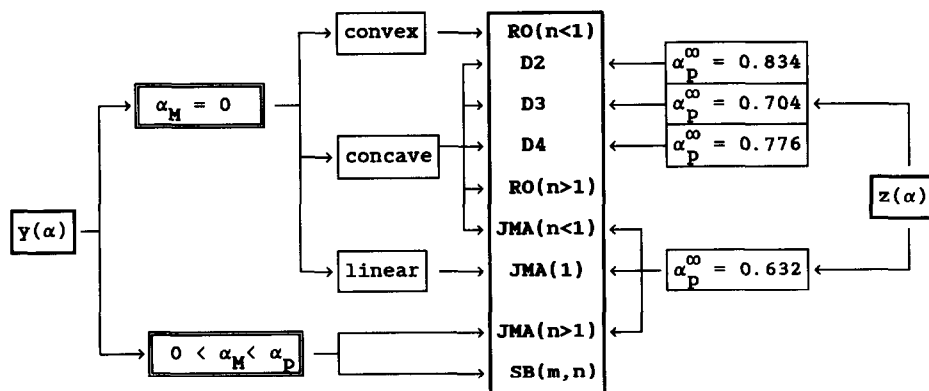 convex
RO(n<1)
D2
α_p^∞ = 0.834
α_M = 0
D3
α_p^∞ = 0.704
concave
D4
α_p^∞ = 0.776
RO(n>1)
z(α)
y(α)
JMA(n<1)
linear
JMA(1)
α_p^∞ = 0.632
JMA(n>1)
0 < α_M < α_p
SB(m,n)